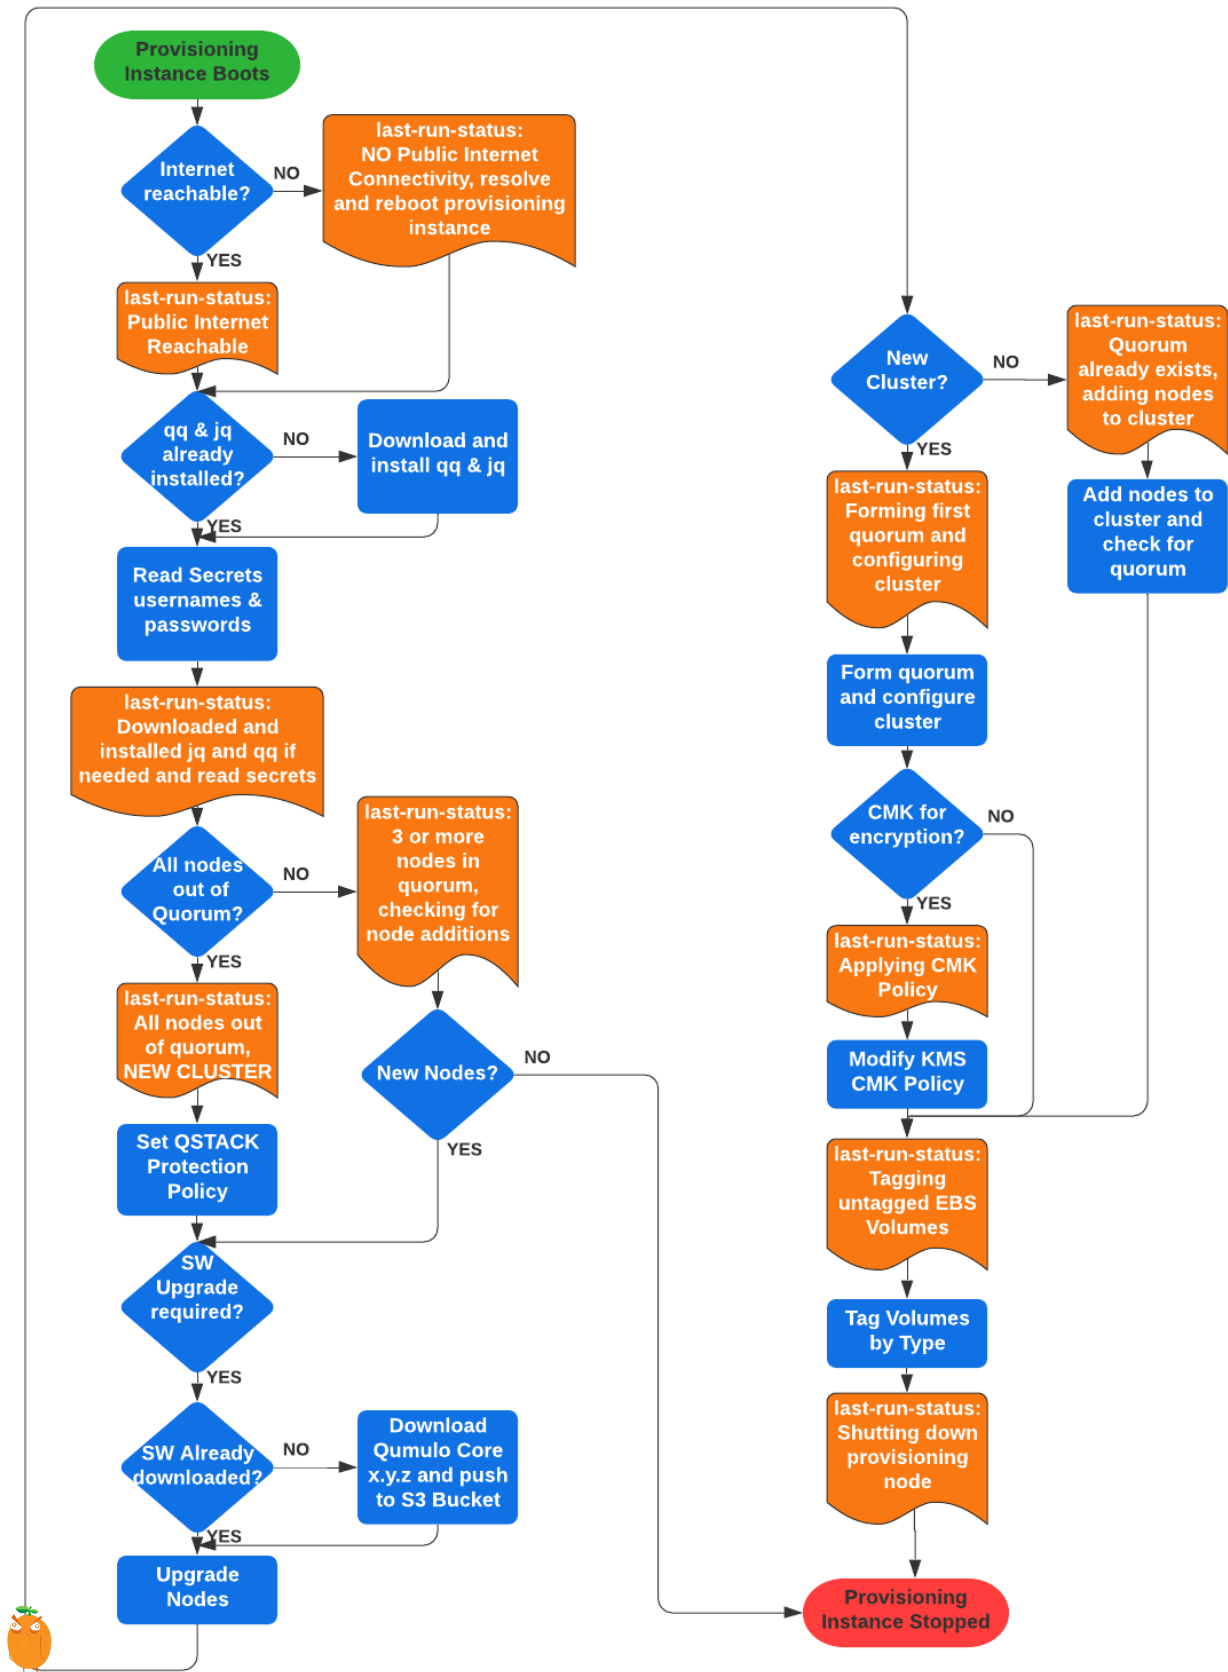 Provisioning
Instance Boots
Internet
reachable?
NO
last-run-status:
NO Public Internet
Connectivity, resolve
and reboot provisioning
instance
YES
last-run-status:
Public Internet
Reachable
qq & jq
already
installed?
NO
Download and
install qq & jq
YES
Read Secrets
usernames &
passwords
last-run-status:
Downloaded and
installed jq and qq if
needed and read secrets
All nodes
out of
Quorum?
NO
last-run-status:
3 or more
nodes in
quorum,
checking for
node additions
YES
last-run-status:
All nodes out
of quorum,
NEW CLUSTER
New Nodes?
NO
YES
Set QSTACK
Protection
Policy
SW
Upgrade
required?
YES
SW Already
downloaded?
NO
Download
Qumulo Core
x.y.z and push
to S3 Bucket
YES
Upgrade
Nodes
New
Cluster?
NO
last-run-status:
Quorum
already exists,
adding nodes
to cluster
Add nodes to
cluster and
check for
quorum
YES
last-run-status:
Forming first
quorum and
configuring
cluster
Form quorum
and configure
cluster
CMK for
encryption?
NO
YES
last-run-status:
Applying CMK
Policy
Modify KMS
CMK Policy
last-run-status:
Tagging
untagged EBS
Volumes
Tag Volumes
by Type
last-run-status:
Shutting down
provisioning
node
Provisioning
Instance Stopped